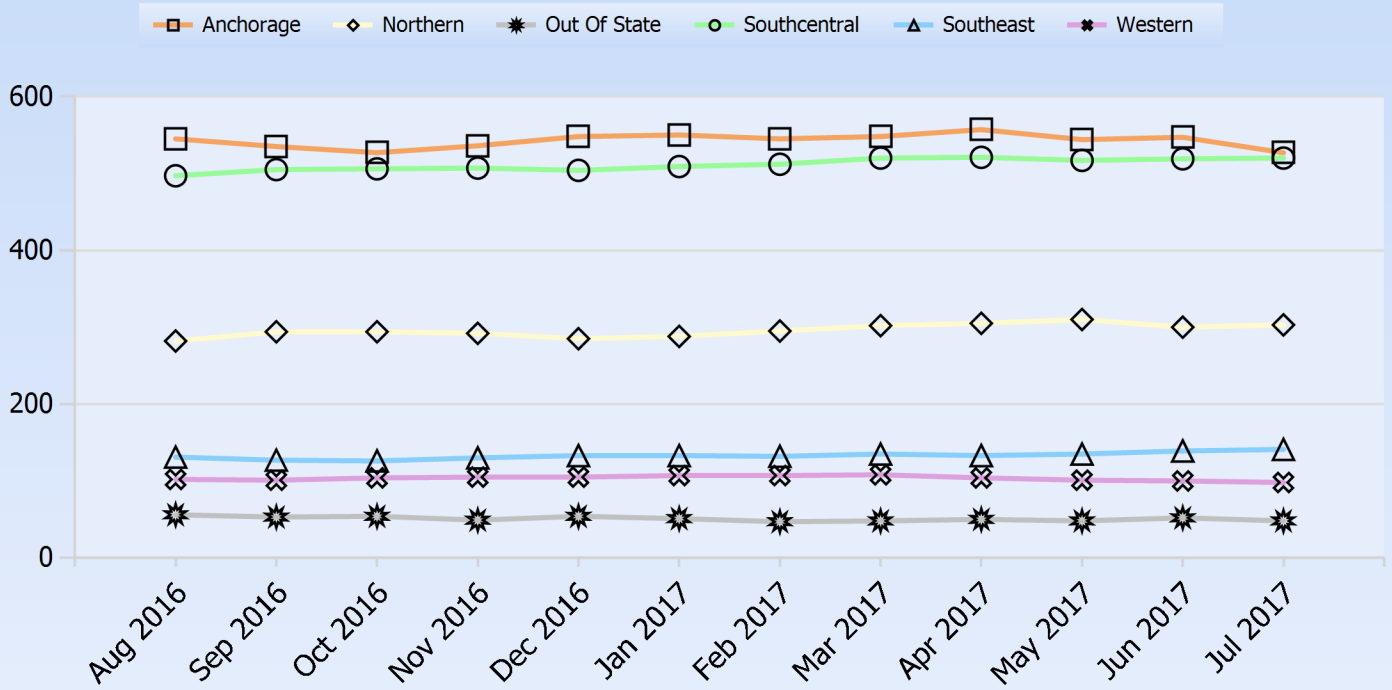 Anchorage Northern Out Of State Southcentral Southeast Western
600
400
200
0
Aug 2016 Sep 2016 Oct 2016 Nov 2016 Dec 2016 Jan 2017 Feb 2017 Mar 2017 Apr 2017 May 2017 Jun 2017 Jul 2017